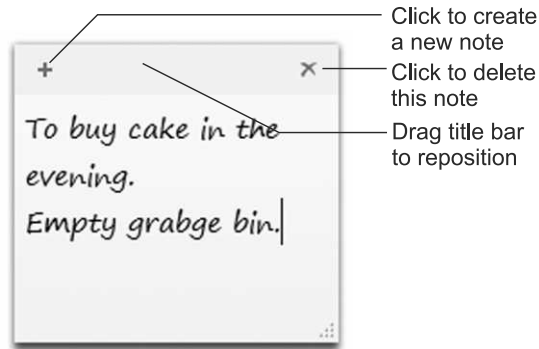 Click to create
a new note
+
×
Click to delete
this note
To buy cake in the
evening.
Empty grabge bin.
Drag title bar
to reposition